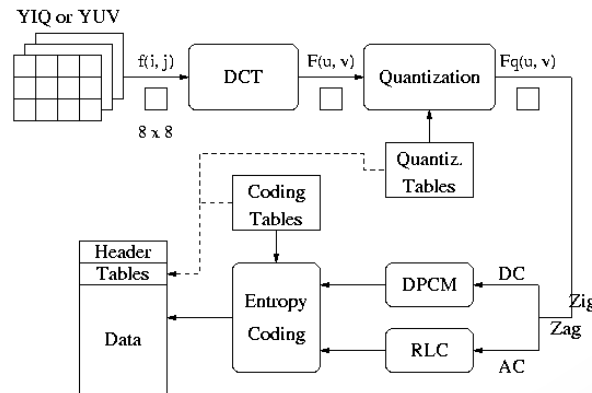 YIQ or YUV
f(i, j)
DCT
F(u, v)
Quantization
Fq(u, v)
8 x 8
Quantiz.
Tables
Coding
Tables
Header
Tables
Data
Entropy
Coding
DPCM
DC
Zig
Zag
RLC
AC